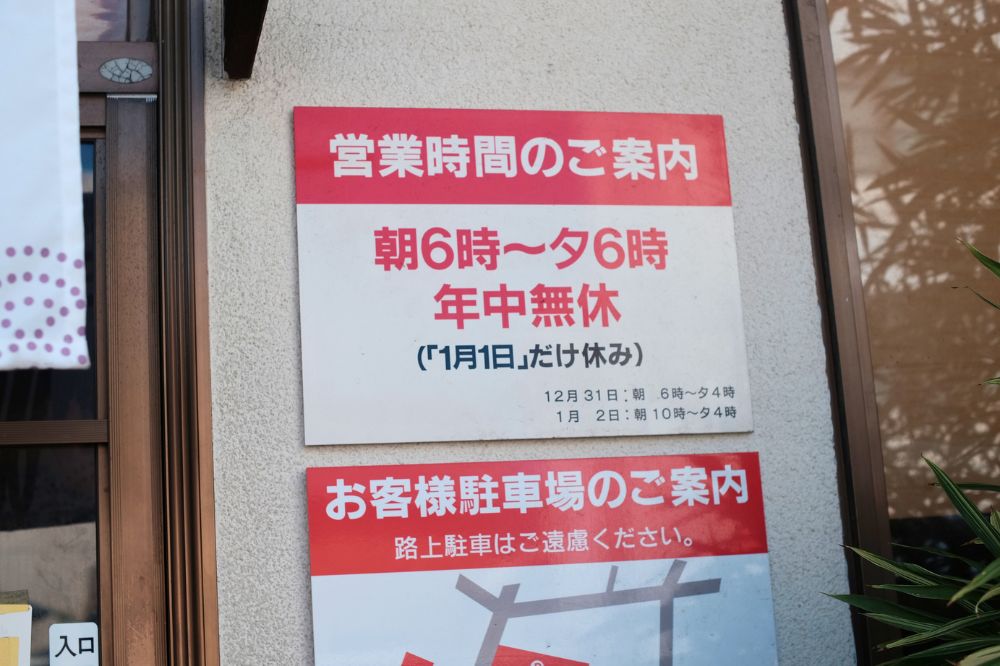 営業時間のご案内
朝6時～夕6時
年中無休
(「1月1日」だけ休み)
12月31日：朝 6時～夕4時
1月 2日：朝10時～夕4時
お客様駐車場のご案内
路上駐車はご遠慮ください。
入口